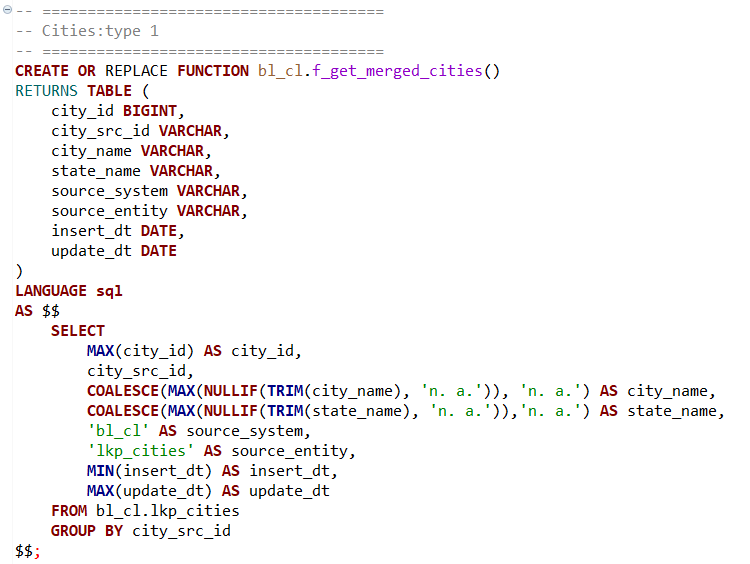 -- ======================================
-- Cities:type 1
-- ======================================
CREATE OR REPLACE FUNCTION bl_cl.f_get_merged_cities()
RETURNS TABLE (
    city_id BIGINT,
    city_src_id VARCHAR,
    city_name VARCHAR,
    state_name VARCHAR,
    source_system VARCHAR,
    source_entity VARCHAR,
    insert_dt DATE,
    update_dt DATE
)
LANGUAGE sql
AS $$
    SELECT
        MAX(city_id) AS city_id,
        city_src_id,
        COALESCE(MAX(NULLIF(TRIM(city_name), 'n. a.')), 'n. a.') AS city_name,
        COALESCE(MAX(NULLIF(TRIM(state_name), 'n. a.')),'n. a.') AS state_name,
        'bl_cl' AS source_system,
        'lkp_cities' AS source_entity,
        MIN(insert_dt) AS insert_dt,
        MAX(update_dt) AS update_dt
    FROM bl_cl.lkp_cities
    GROUP BY city_src_id
$$;